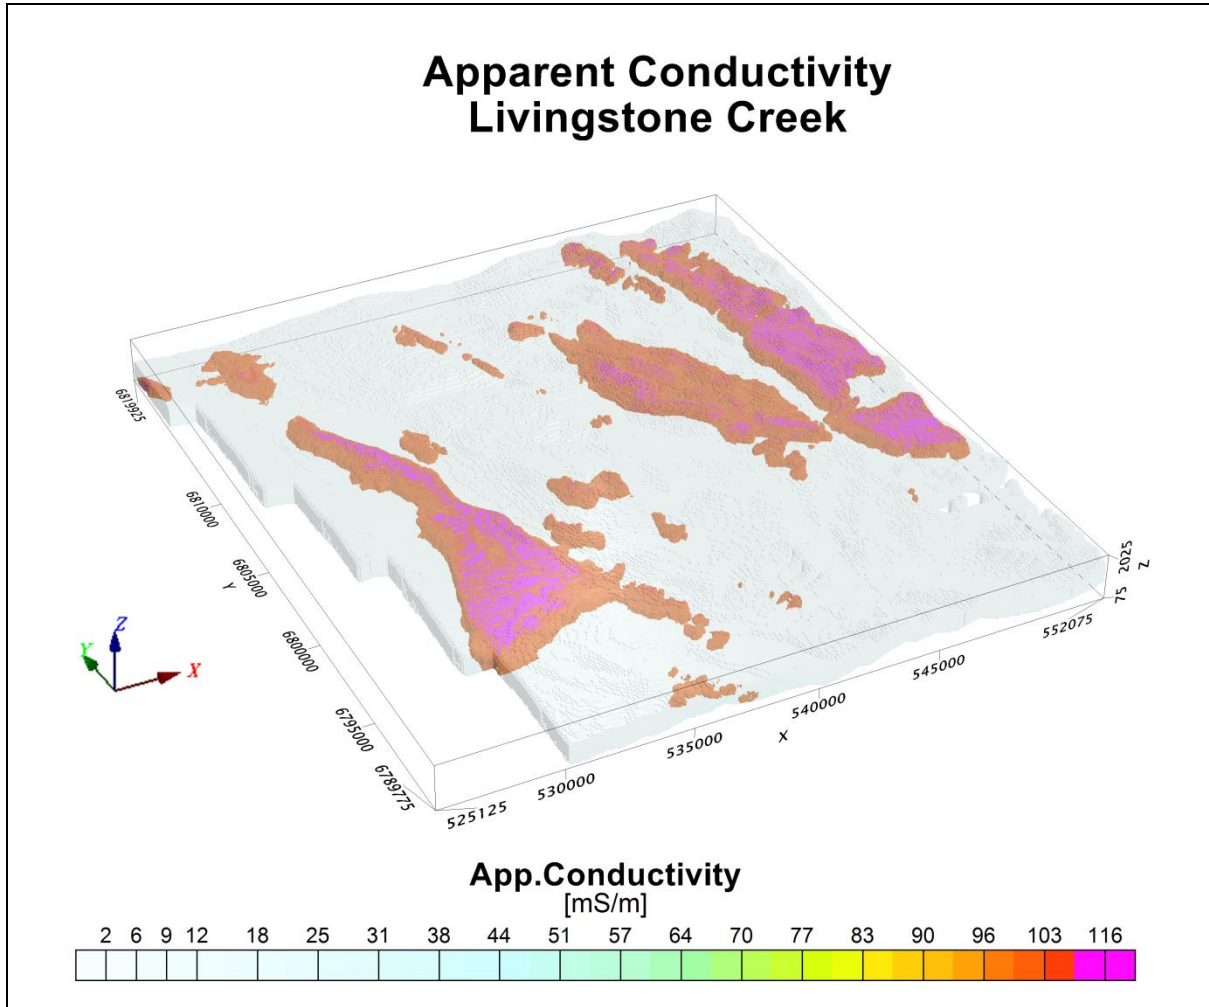 Apparent Conductivity
Livingstone Creek
6819925
6810000
6805000
Y
6800000
6795000
6789775
525125
530000
535000
X
540000
545000
552075
75
2025
Z
Z
Y
X
App.Conductivity
[mS/m]
2 6 9 12 18 25 31 38 44 51 57 64 70 77 83 90 96 103 116